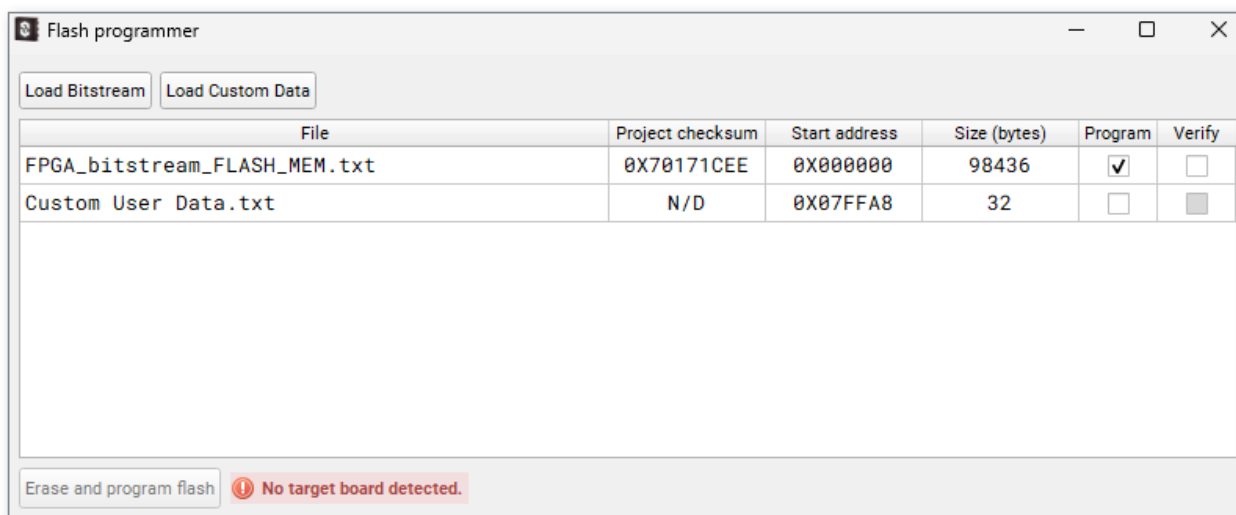 Flash programmer
Load Bitstream Load Custom Data
File Project checksum Start address Size (bytes) Program Verify
FPGA_bitstream_FLASH_MEM.txt 0X70171CEE 0X000000 98436
Custom User Data.txt N/D 0X07FFA8 32
Erase and program flash No target board detected.